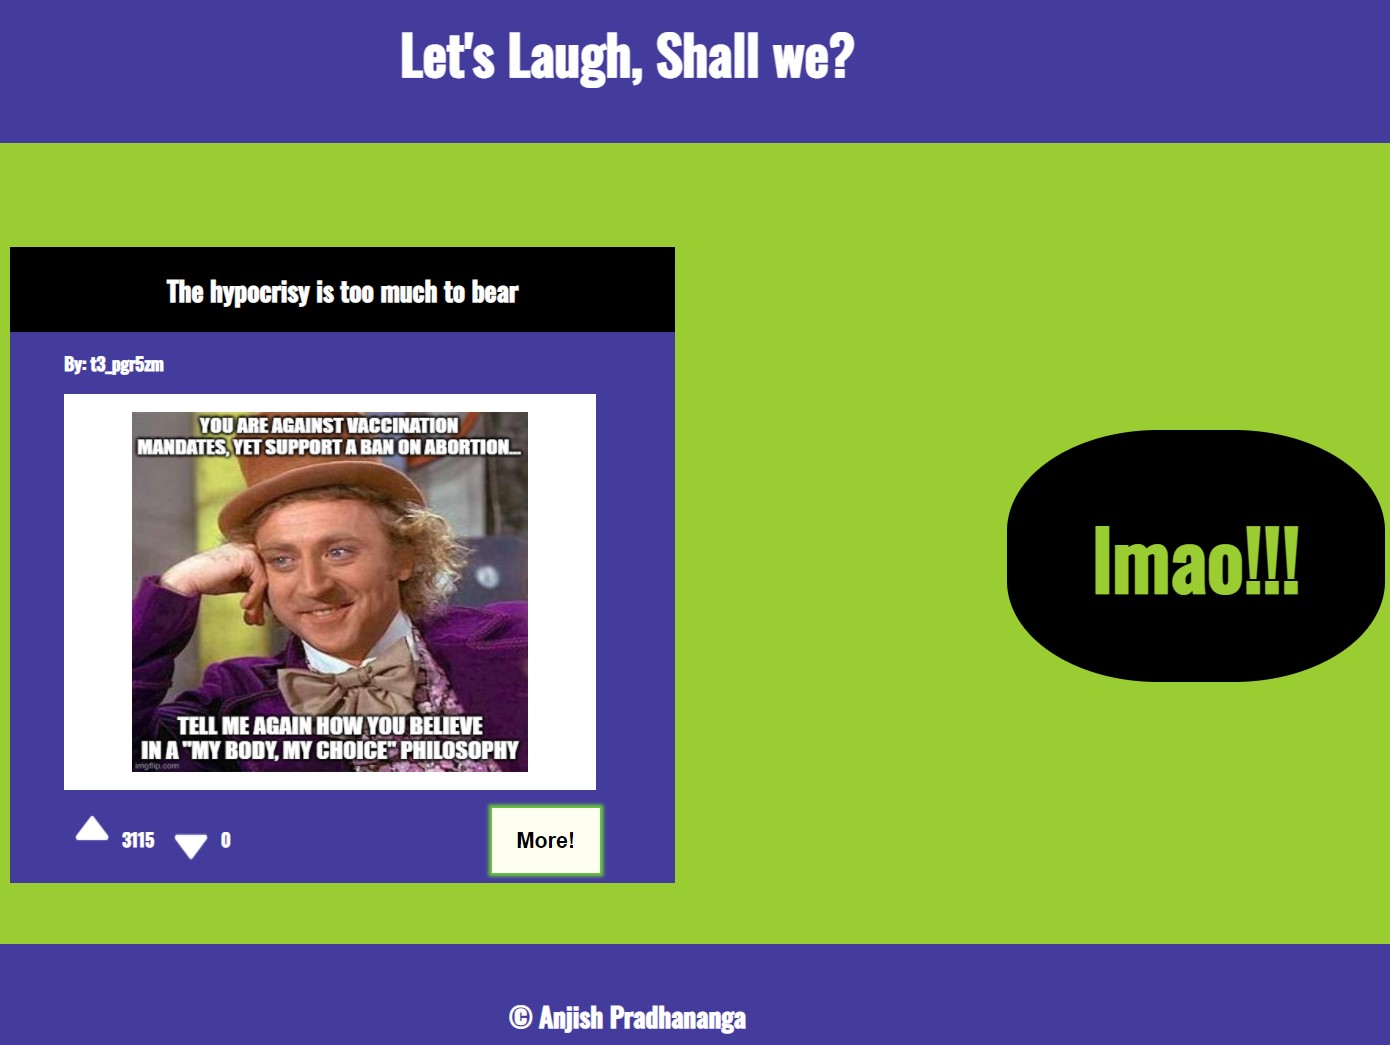 Let's Laugh, Shall we?
The hypocrisy is too much to bear
By: t3_pgr5zm
YOU ARE AGAINST VACCINATION
MANDATES, YET SUPPORT A BAN ON ABORTION...
TELL ME AGAIN HOW YOU BELIEVE
IN A "MY BODY, MY CHOICE" PHILOSOPHY
imgflip.com
3115 0
More!
lmao!!!
© Anjish Pradhananga